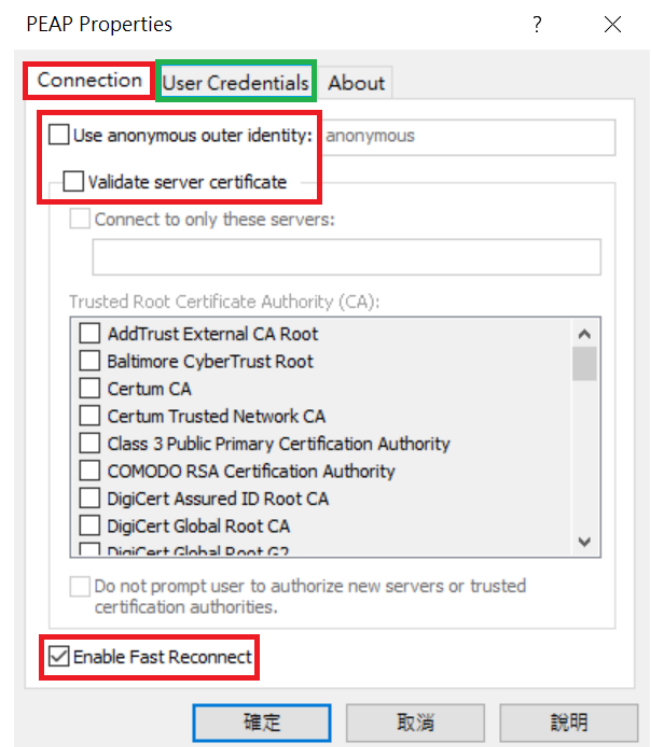 PEAP Properties ?
Connection User Credentials About
Use anonymous outer identity: anonymous
Validate server certificate
Connect to only these servers:
Trusted Root Certificate Authority (CA):
AddTrust External CA Root
Baltimore CyberTrust Root
Certum CA
Certum Trusted Network CA
Class 3 Public Primary Certification Authority
COMODO RSA Certification Authority
DigiCert Assured ID Root CA
DigiCert Global Root CA
DigiCert Global Root G2
Do not prompt user to authorize new servers or trusted
certification authorities.
Enable Fast Reconnect
確定 取消 說明